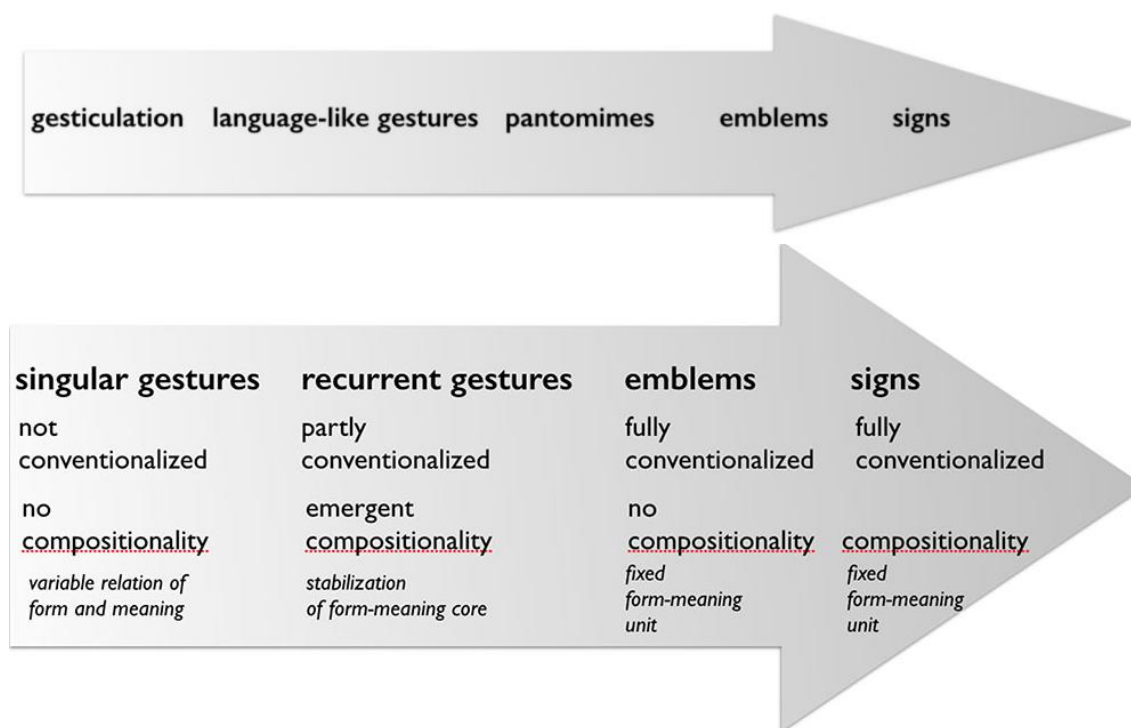 gesticulation language-like gestures pantomimes emblems signs
singular gestures recurrent gestures emblems signs
not partly fully fully
conventionalized conventionalized conventionalized conventionalized
no emergent no
compositionality compositionality compositionality compositionality
variable relation of stabilization fixed fixed
form and meaning of form-meaning core form-meaning form-meaning
unit unit